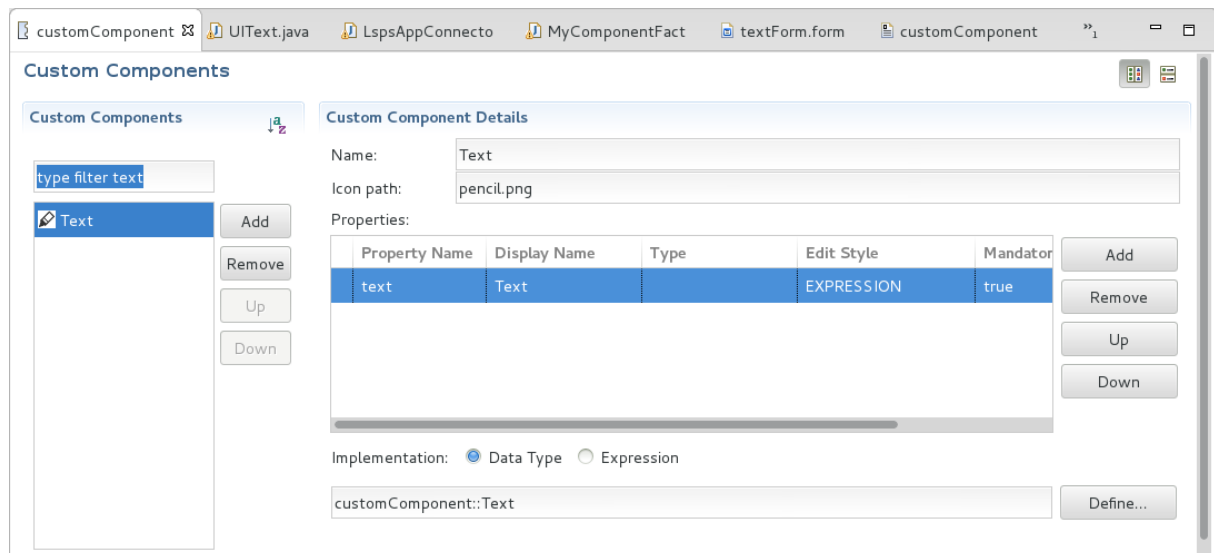 customComponent UIText.java LspsAppConnecto MyComponentFact textForm.form customComponent »1
Custom Components
Custom Components
type filter text
Text
Add
Remove
Up
Down
Custom Component Details
Name: Text
Icon path: pencil.png
Properties:
Property Name Display Name Type Edit Style Mandator
text Text EXPRESSION true
Add
Remove
Up
Down
Implementation: Data Type Expression
customComponent::Text Define...